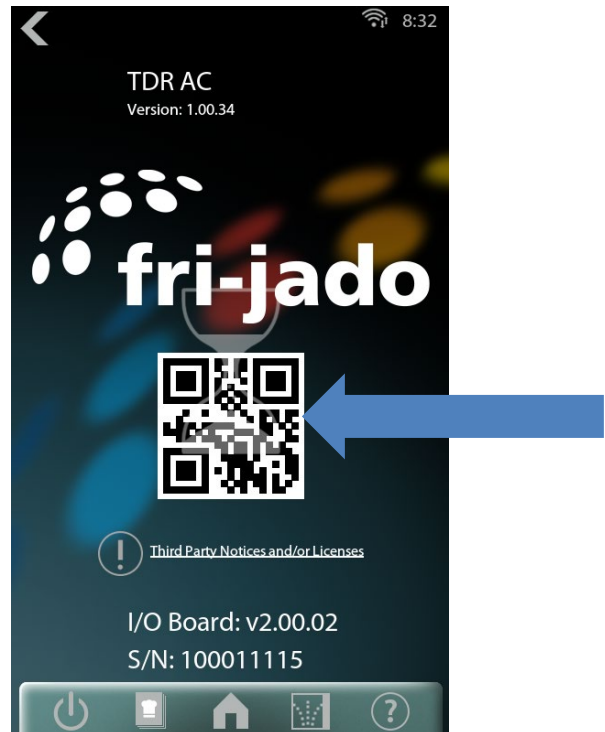 8:32
TDR AC
Version: 1.00.34
fri-jado
Third Party Notices and/or Licenses
I/O Board: v2.00.02
S/N: 100011115